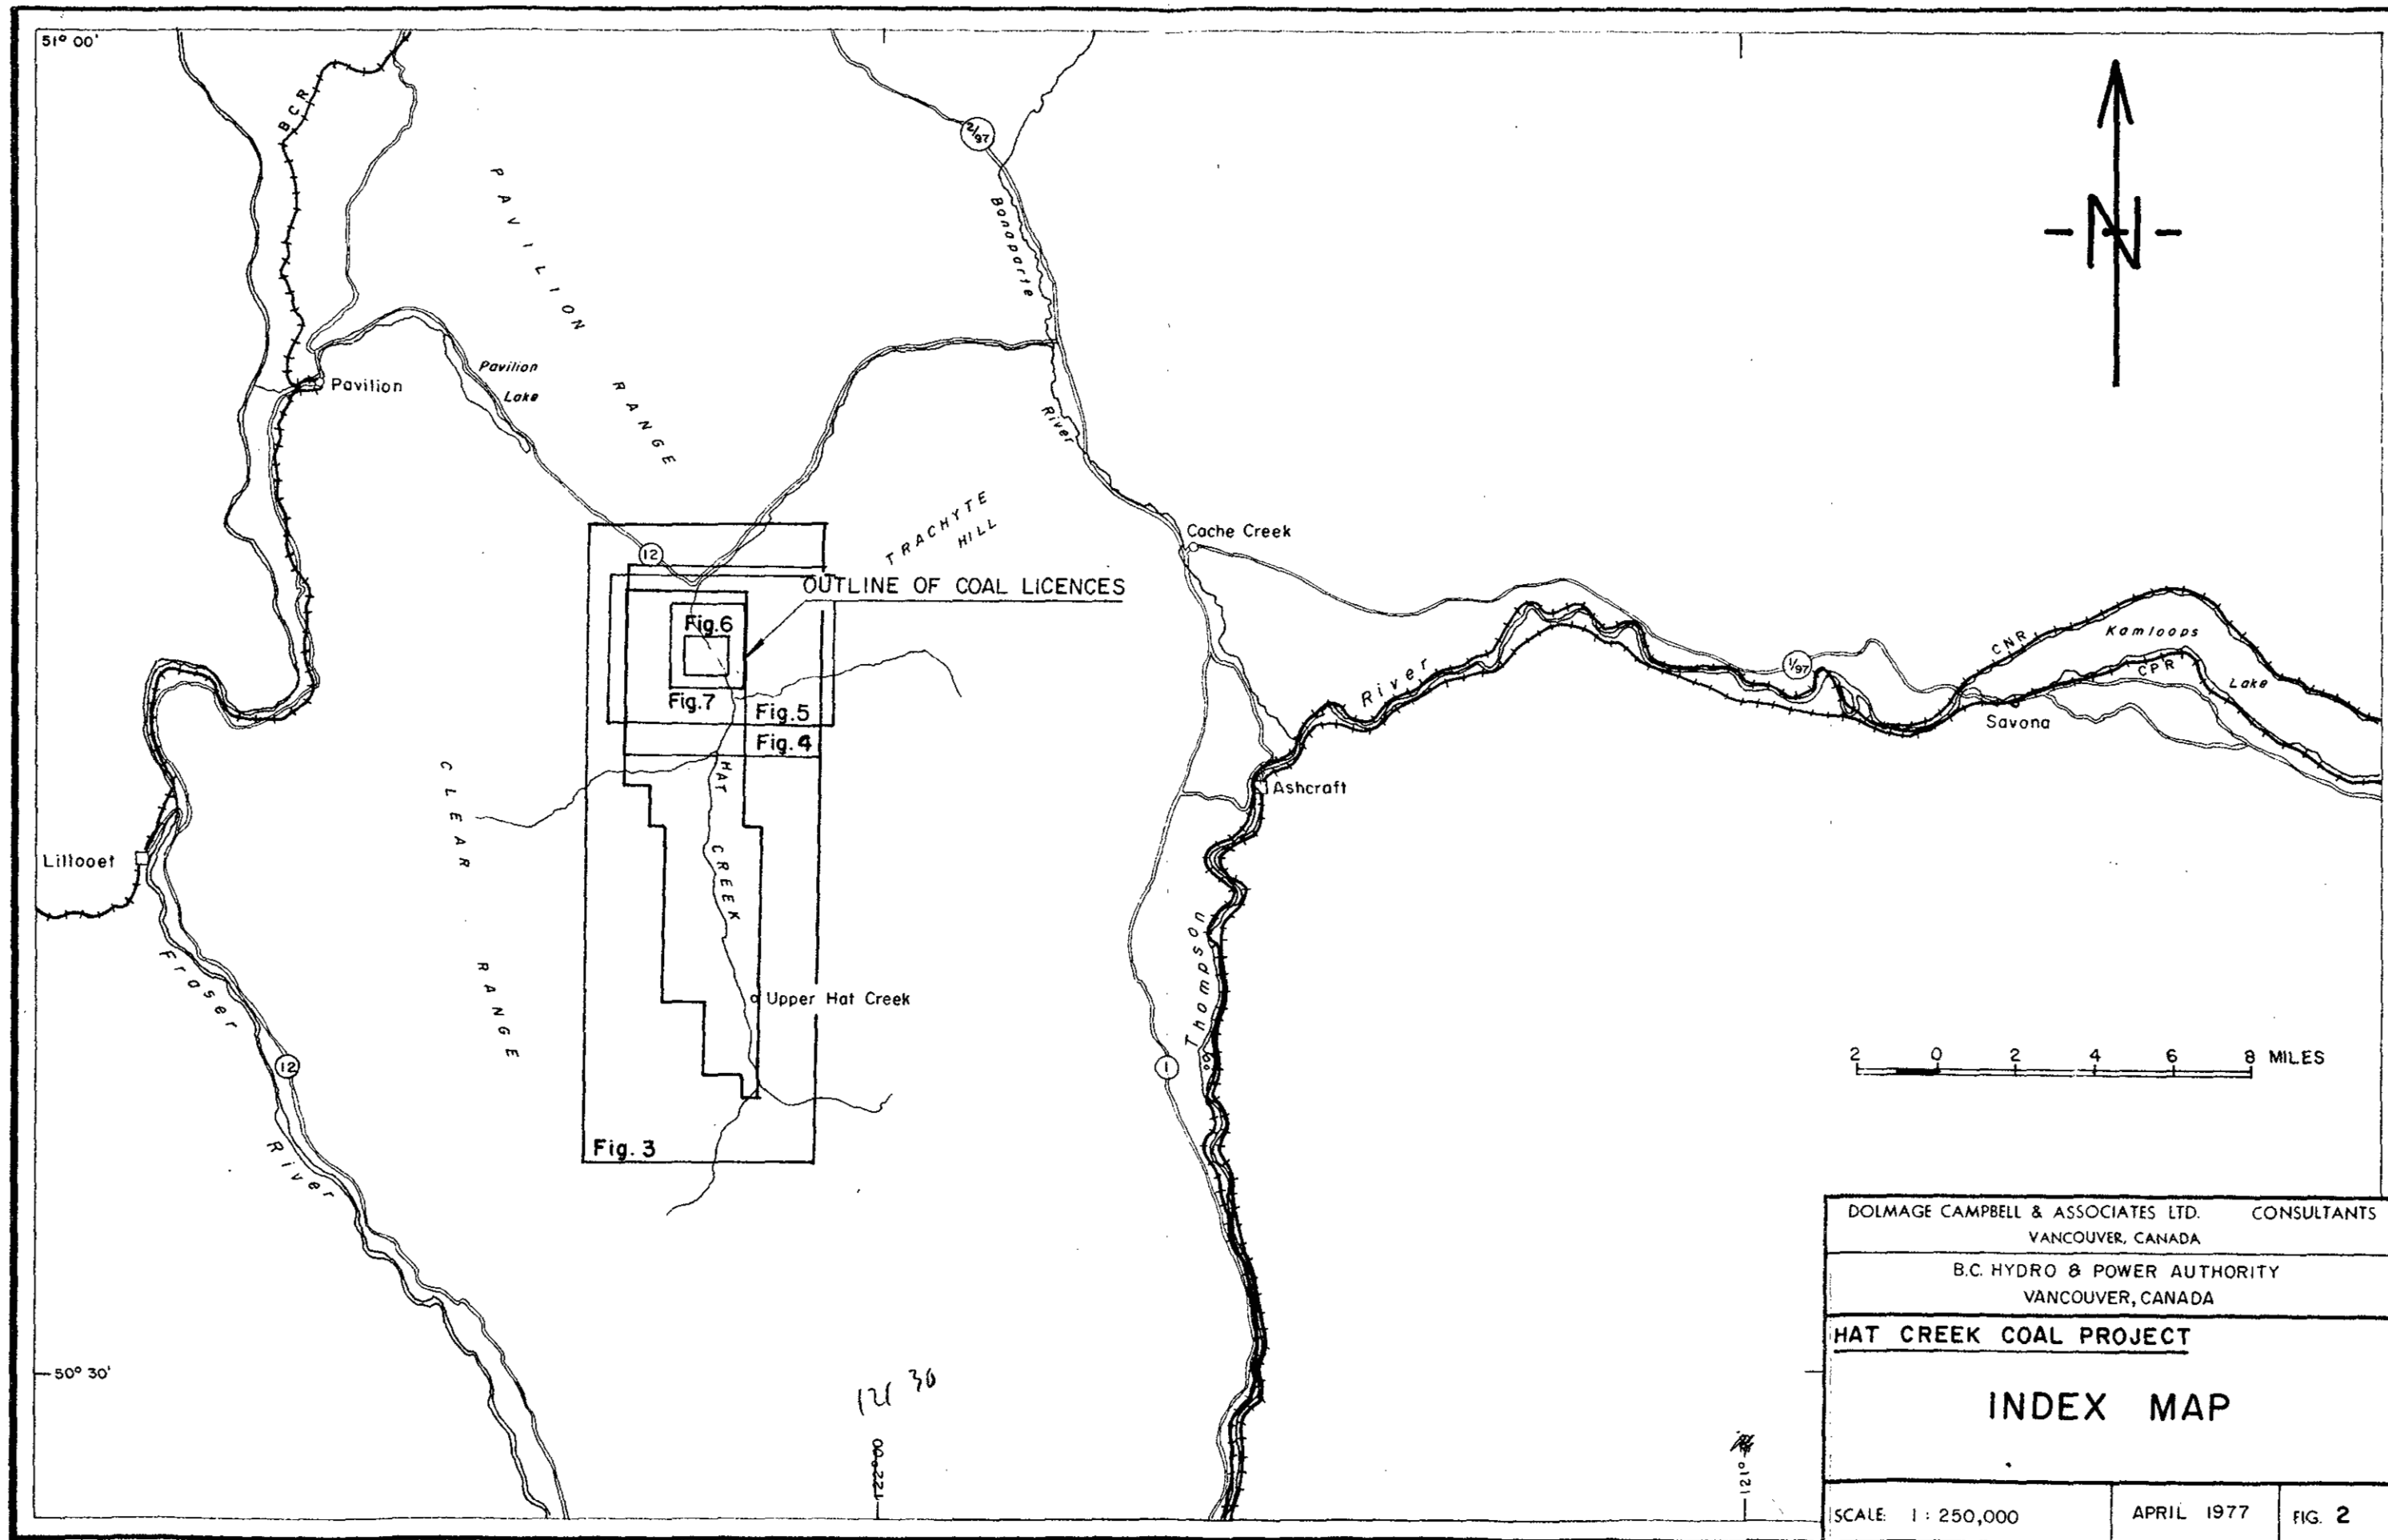 51° 00'
B C R
2/97
PAVILION RANGE
Bonaparte
River
Pavilion
Lake
Pavilion
TRACHYTE
HILL
Cache Creek
12
OUTLINE OF COAL LICENCES
Fig.6
Fig.7
Fig.5
Fig.4
River
1/97
CNR
Kamloops
CPR
Lake
Savona
Ashcraft
HAT
CREEK
CLEAR
RANGE
Lillooet
Fraser
River
12
Thompson
Upper Hat Creek
1
Fig. 3
2 0 2 4 6 8 MILES
N
50° 30'
121 30
122°00
121°
DOLMAGE CAMPBELL & ASSOCIATES LTD. CONSULTANTS
VANCOUVER, CANADA
B.C. HYDRO & POWER AUTHORITY
VANCOUVER, CANADA
HAT CREEK COAL PROJECT
INDEX MAP
SCALE: 1 : 250,000
APRIL 1977
FIG. 2